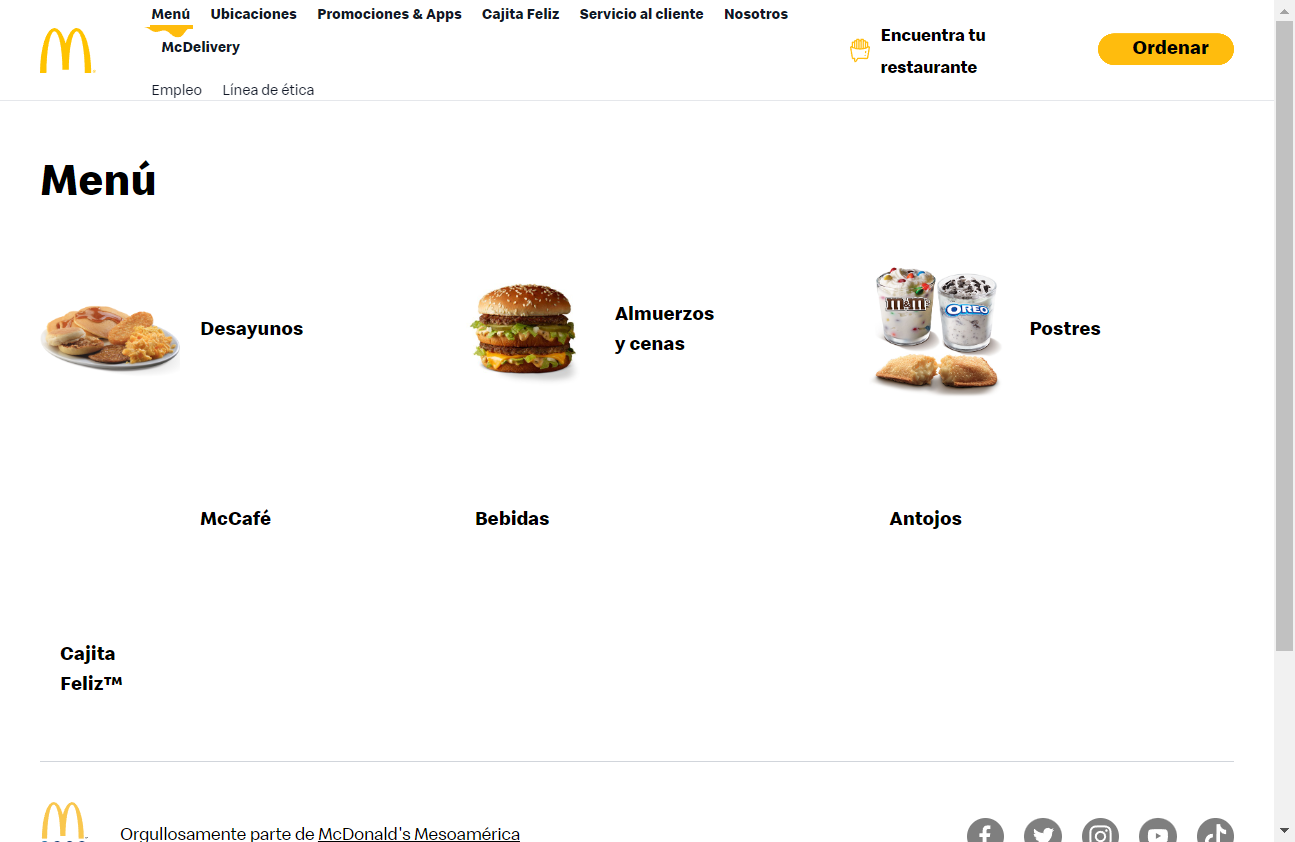 Menú Ubicaciones Promociones & Apps Cajita Feliz Servicio al cliente Nosotros
McDelivery
Encuentra tu
restaurante
Ordenar
Empleo Línea de ética
Menú
Desayunos
Almuerzos
y cenas
m&m's
OREO
Postres
McCafé
Bebidas
Antojos
Cajita
Feliz™
Orgullosamente parte de McDonald's Mesoamérica